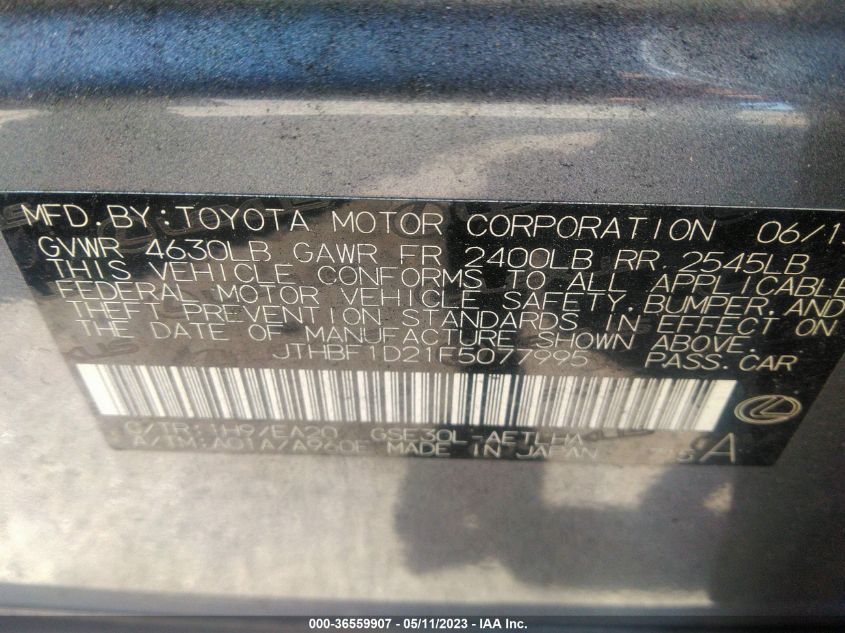 MFD. BY: TOYOTA MOTOR CORPORATION 06/15
GVWR 4630LB GAWR FR 2400LB RR. 2545LB
THIS VEHICLE CONFORMS TO ALL APPLICABLE
FEDERAL MOTOR VEHICLE SAFETY, BUMPER, AND
THEFT PREVENTION STANDARDS IN EFFECT ON
THE DATE OF MANUFACTURE SHOWN ABOVE.
JTHBF1D21F5077995 PASS. CAR
C/TR: 1H9/EA20 GSE30L-AETLHA
A/TM: A01A/A960E MADE IN JAPAN A
000-36559907 - 05/11/2023 - IAA Inc.